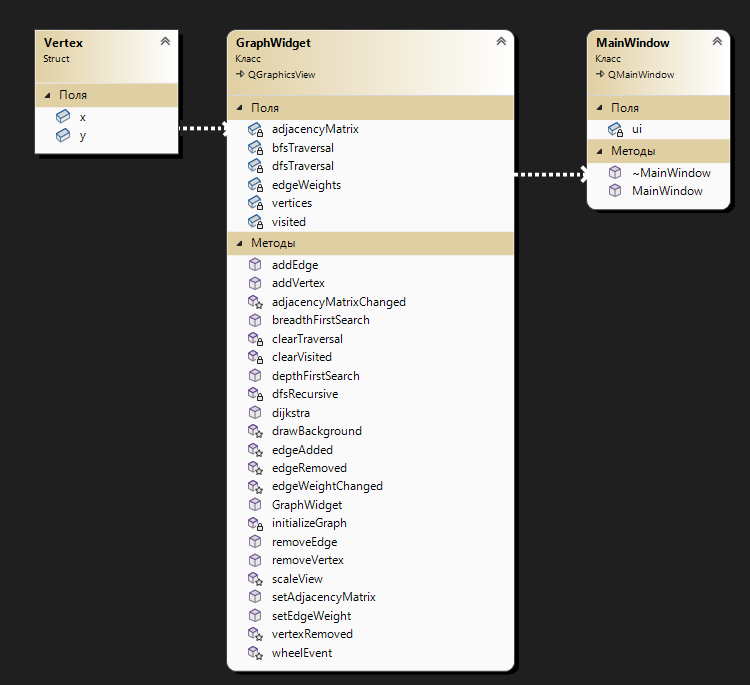 Vertex
Struct
Поля
x
y
GraphWidget
Класс
QGraphicsView
Поля
adjacencyMatrix
bfsTraversal
dfsTraversal
edgeWeights
vertices
visited
Методы
addEdge
addVertex
adjacencyMatrixChanged
breadthFirstSearch
clearTraversal
clearVisited
depthFirstSearch
dfsRecursive
dijkstra
drawBackground
edgeAdded
edgeRemoved
edgeWeightChanged
GraphWidget
initializeGraph
removeEdge
removeVertex
scaleView
setAdjacencyMatrix
setEdgeWeight
vertexRemoved
wheelEvent
MainWindow
Класс
QMainWindow
Поля
ui
Методы
~MainWindow
MainWindow